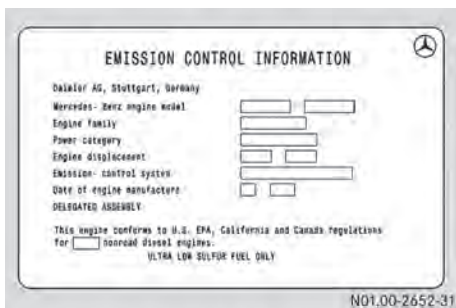 EMISSION CONTROL INFORMATION
Daimler AG, Stuttgart, Germany
Mercedes- Benz engine model
Engine family
Power category
Engine displacement
Emission- control system
Date of engine manufacture
DELEGATED ASSEMBLY
This engine conforms to U.S. EPA, California and Canada regulations
for nonroad diesel engines.
ULTRA LOW SULFUR FUEL ONLY
N01.00-2652-31